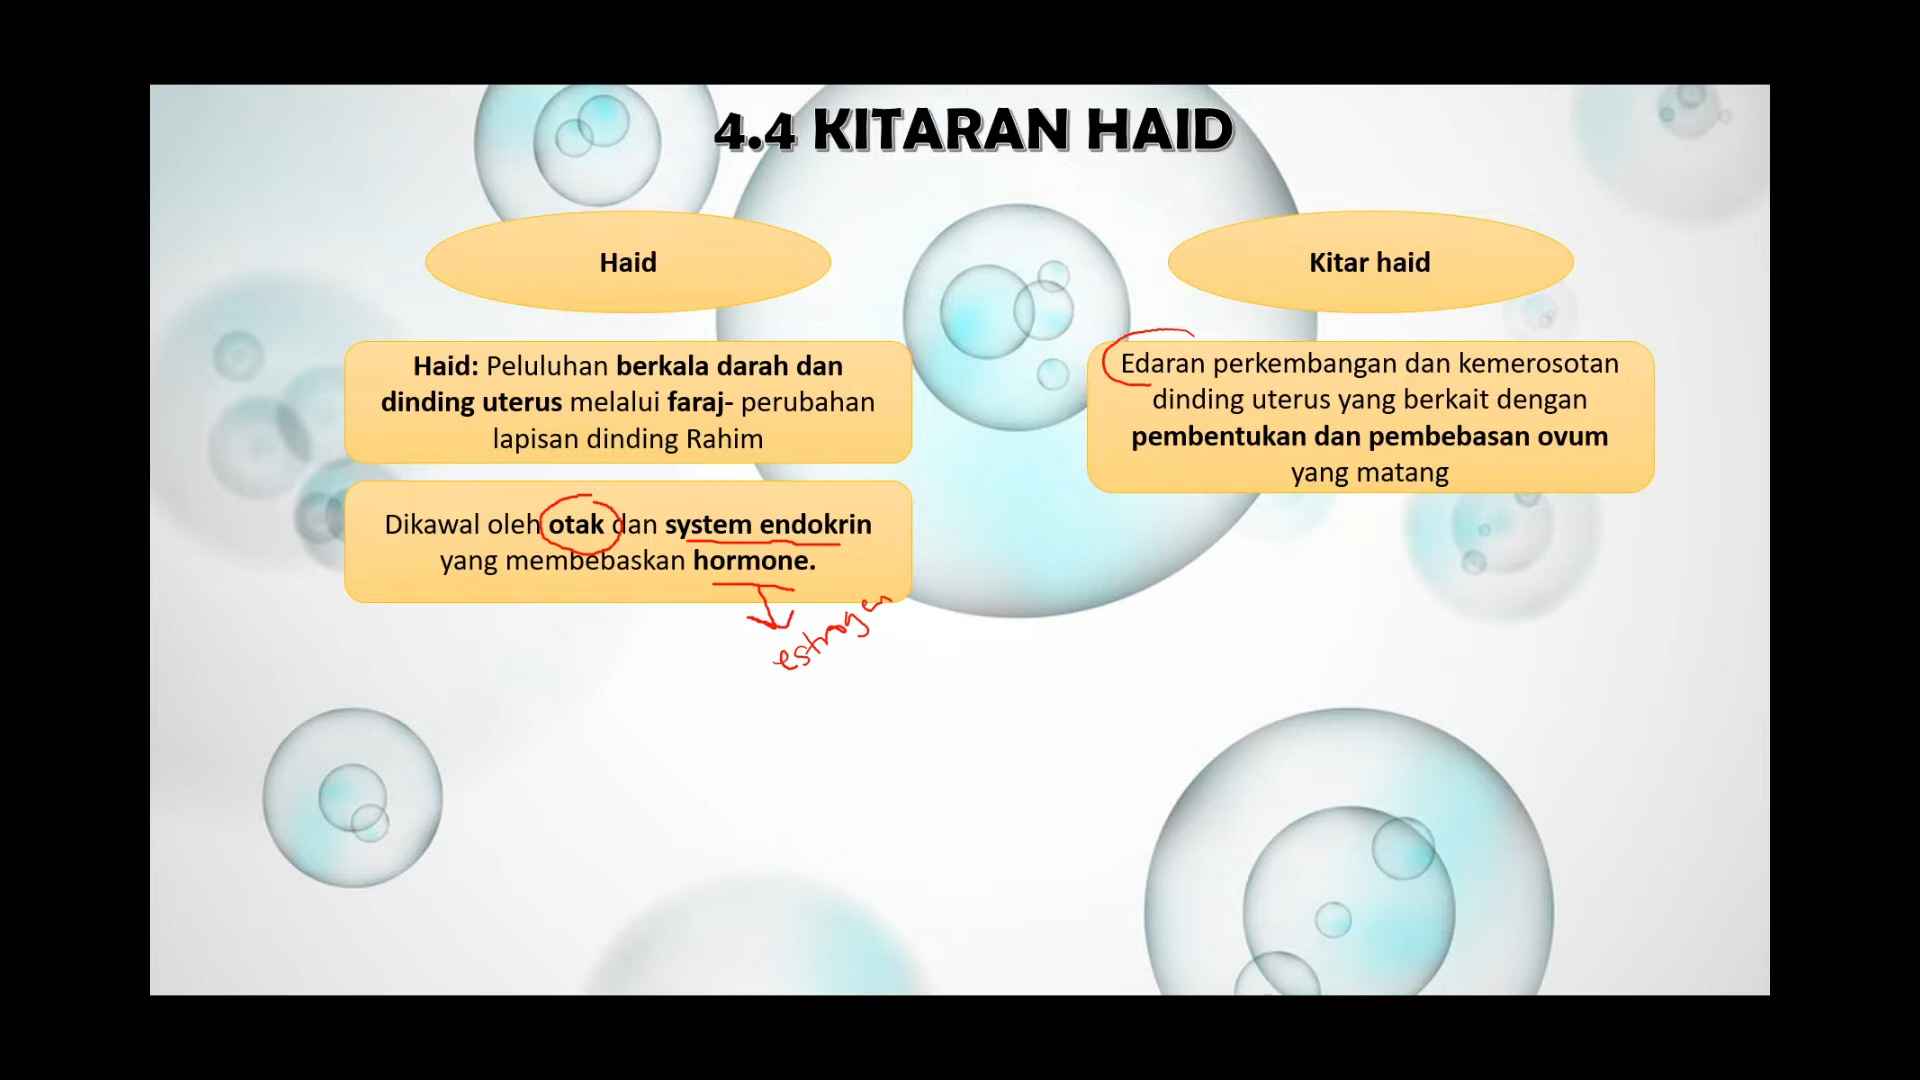 4.4 KITARAN HAID
Haid
Haid: Peluluhan berkala darah dan
dinding uterus melalui faraj- perubahan
lapisan dinding Rahim
Dikawal oleh otak dan system endokrin
yang membebaskan hormone.
estrogen
Kitar haid
Edaran perkembangan dan kemerosotan
dinding uterus yang berkait dengan
pembentukan dan pembebasan ovum
yang matang